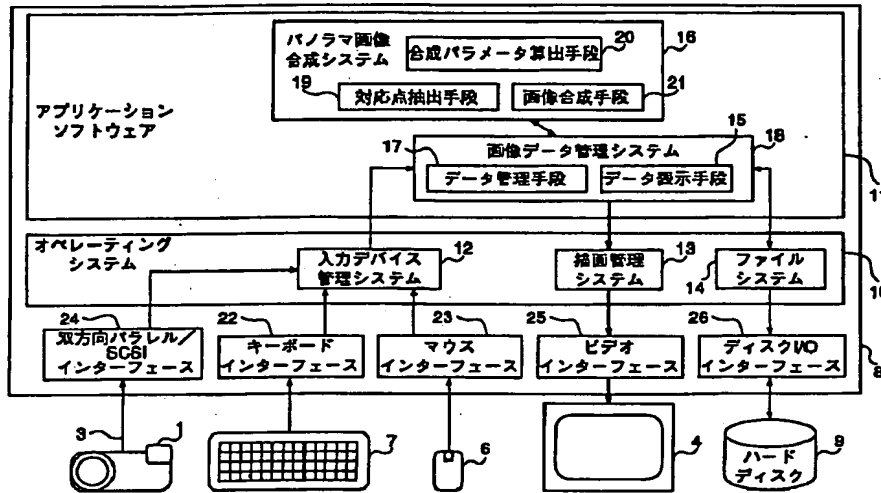 パノラマ画像
合成システム
20
合成パラメータ算出手段
16
19
対応点抽出手段
画像合成手段
21
アプリケーション
ソフトウェア
15
18
17
画像データ管理システム
データ管理手段
データ表示手段
11
オペレーティング
システム
入力デバイス
管理システム
12
描画管理
システム
13
14
ファイル
システム
10
24
双方向パラレル/
SCSI
インターフェース
22
キーボード
インターフェース
23
マウス
インターフェース
25
ビデオ
インターフェース
26
ディスクI/O
インターフェース
8
3
1
7
6
4
ハード
ディスク
9